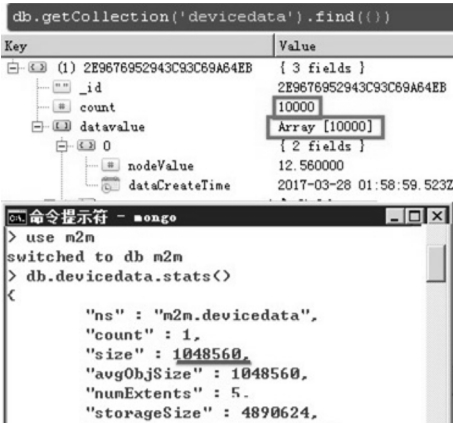 db.getCollection('devicedata').find(())
Key Value
(1) 2E9676952943C93C69A64EB { 3 fields }
_id 2E9676952943C93C69A64EB
count 10000
datavalue Array [10000]
0 { 2 fields }
nodeValue 12.560000
dataCreateTime 2017-03-28 01:58:59.523Z
命令提示符 - mongo
> use m2m
switched to db m2m
> db.devicedata.stats()
{
"ns" : "m2m.devicedata",
"count" : 1,
"size" : 1048560,
"avgObjSize" : 1048560,
"numExtents" : 5.
"storageSize" : 4890624,